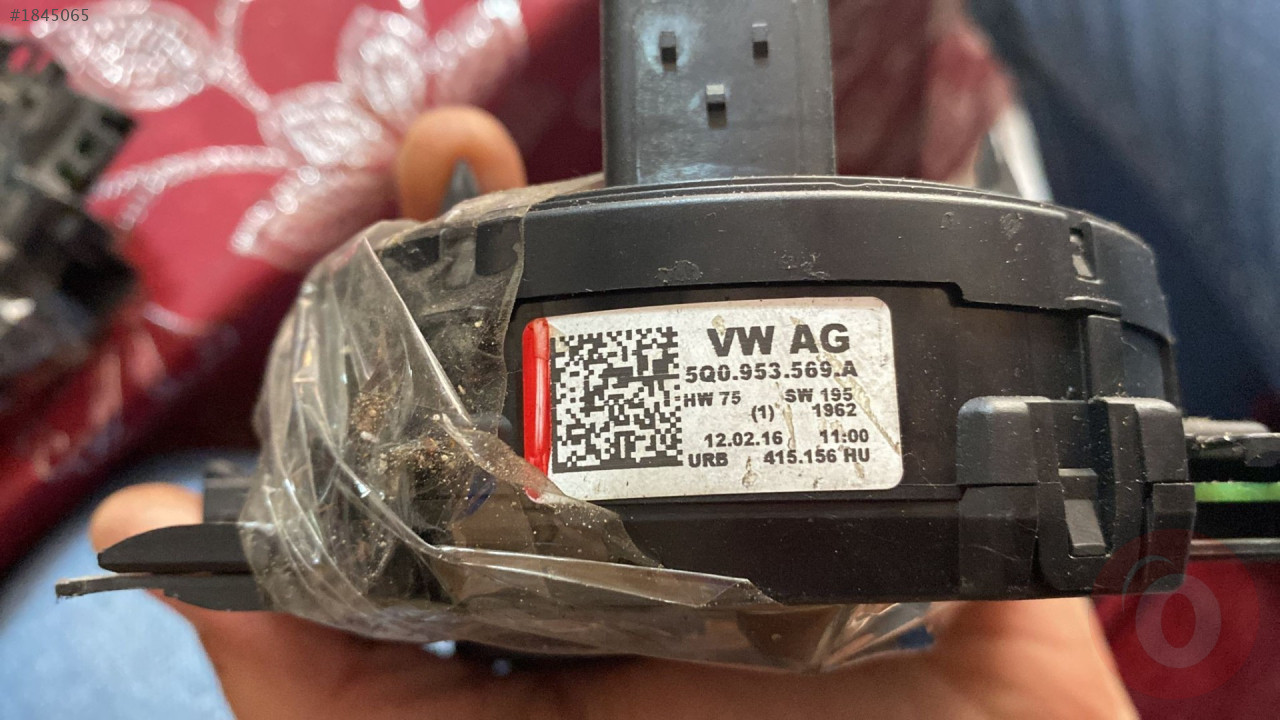 #1845065
VW AG
5Q0.953.569.A
HW 75 SW 195
(1) 1962
12.02.16 11:00
URB 415.156 HU